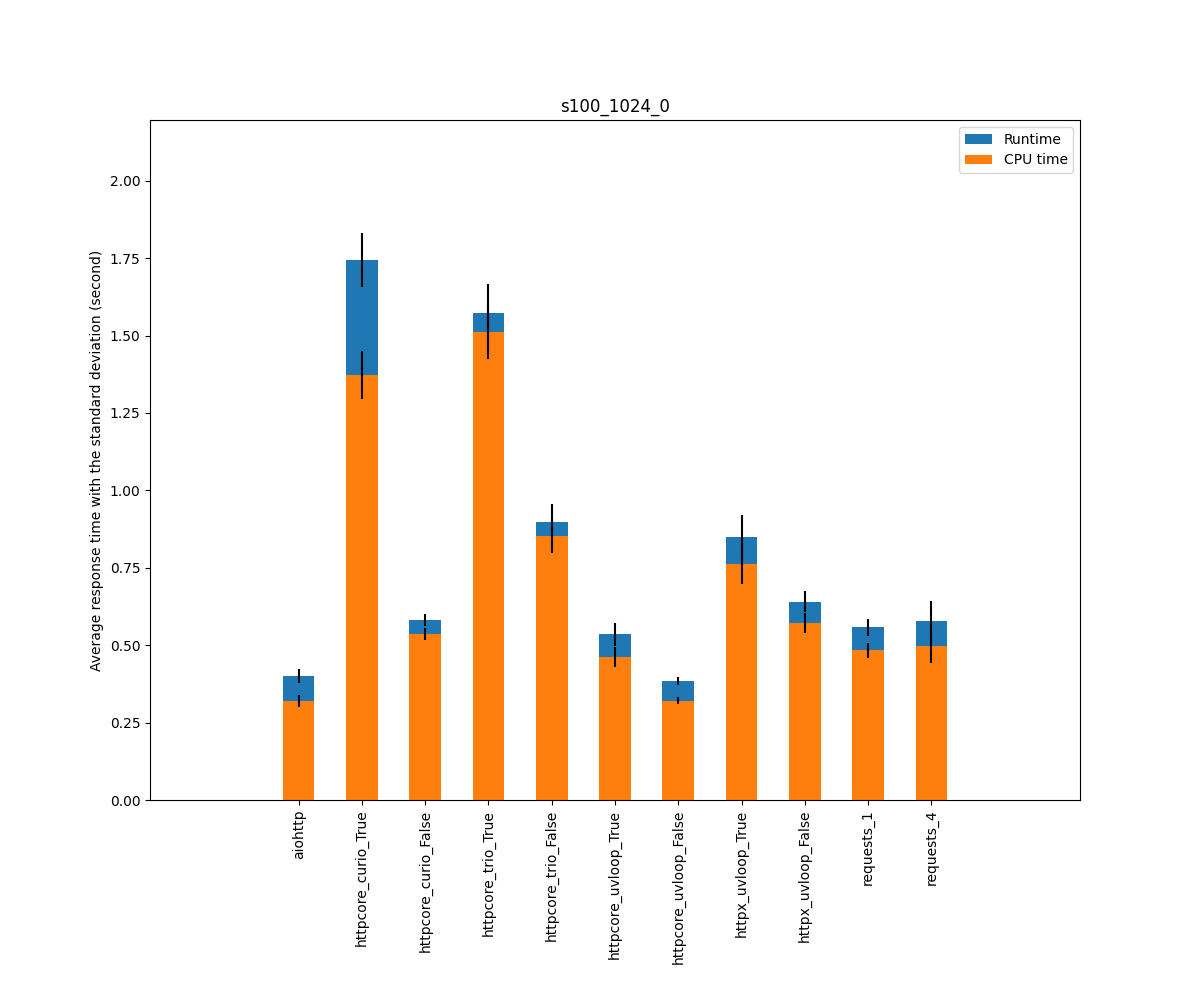 s100_1024_0
Runtime
CPU time
Average response time with the standard deviation (second)
2.00
1.75
1.50
1.25
1.00
0.75
0.50
0.25
0.00
aiohttp
httpcore_curio_True
httpcore_curio_False
httpcore_trio_True
httpcore_trio_False
httpcore_uvloop_True
httpcore_uvloop_False
httpx_uvloop_True
httpx_uvloop_False
requests_1
requests_4